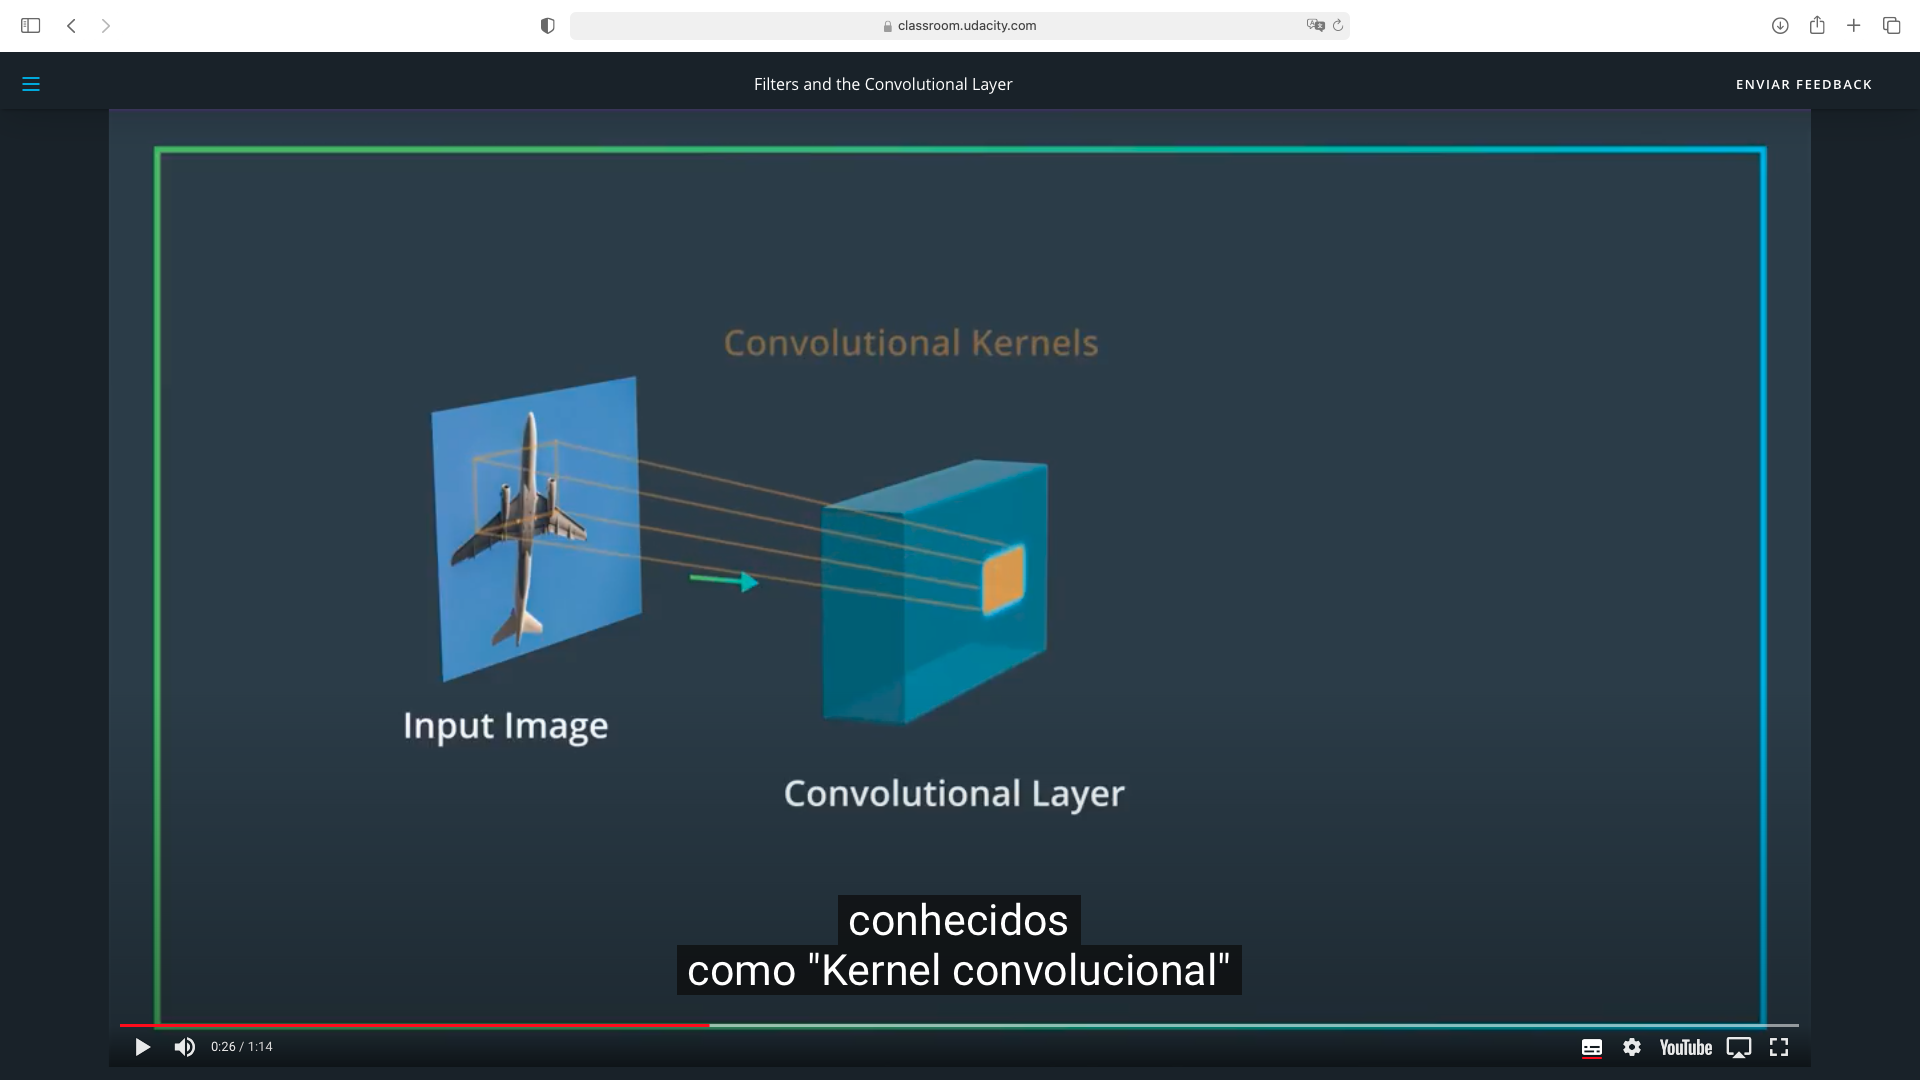 classroom.udacity.com
Filters and the Convolutional Layer
ENVIAR FEEDBACK
Convolutional Kernels
Input Image
Convolutional Layer
conhecidos
como "Kernel convolucional"
0:26 / 1:14
YouTube